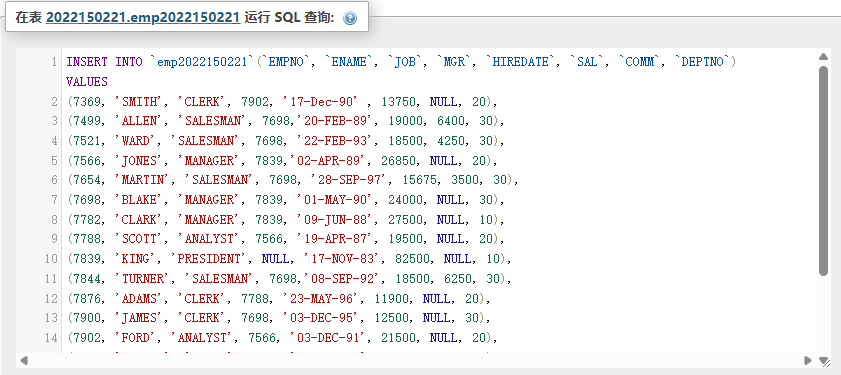 在表 2022150221.emp2022150221 运行 SQL 查询:
1 INSERT INTO `emp2022150221`(`EMPNO`, `ENAME`, `JOB`, `MGR`, `HIREDATE`, `SAL`, `COMM`, `DEPTNO`)
VALUES
2 (7369, 'SMITH', 'CLERK', 7902, '17-Dec-90' , 13750, NULL, 20),
3 (7499, 'ALLEN', 'SALESMAN', 7698,'20-FEB-89', 19000, 6400, 30),
4 (7521, 'WARD', 'SALESMAN', 7698, '22-FEB-93', 18500, 4250, 30),
5 (7566, 'JONES', 'MANAGER', 7839,'02-APR-89', 26850, NULL, 20),
6 (7654, 'MARTIN', 'SALESMAN', 7698, '28-SEP-97', 15675, 3500, 30),
7 (7698, 'BLAKE', 'MANAGER', 7839, '01-MAY-90', 24000, NULL, 30),
8 (7782, 'CLARK', 'MANAGER', 7839, '09-JUN-88', 27500, NULL, 10),
9 (7788, 'SCOTT', 'ANALYST', 7566, '19-APR-87', 19500, NULL, 20),
10 (7839, 'KING', 'PRESIDENT', NULL, '17-NOV-83', 82500, NULL, 10),
11 (7844, 'TURNER', 'SALESMAN', 7698,'08-SEP-92', 18500, 6250, 30),
12 (7876, 'ADAMS', 'CLERK', 7788, '23-MAY-96', 11900, NULL, 20),
13 (7900, 'JAMES', 'CLERK', 7698, '03-DEC-95', 12500, NULL, 30),
14 (7902, 'FORD', 'ANALYST', 7566, '03-DEC-91', 21500, NULL, 20),